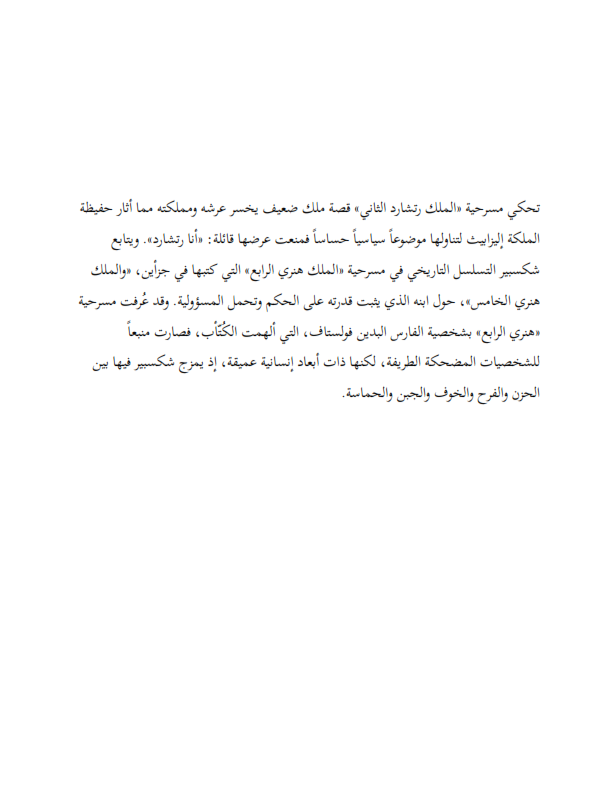 تحكي مسرحية «الملك رتشارد الثاني» قصة ملك ضعيف يخسر عرشه ومملكته مما أثار حفيظة
الملكة إليزابيث لتناولها موضوعاً سياسياً حساساً فمنعت عرضها قائلة: «أنا رتشارد». ويتابع
شكسبير التسلسل التاريخي في مسرحية «الملك هنري الرابع» التي كتبها في جزأين، «والملك
هنري الخامس»، حول ابنه الذي يثبت قدرته على الحكم وتحمل المسؤولية. وقد عُرفت مسرحية
«هنري الرابع» بشخصية الفارس البدين فولستاف، التي ألهمت الكُتّأب، فصارت منبعاً
للشخصيات المضحكة الطريفة، لكنها ذات أبعاد إنسانية عميقة، إذ يمزج شكسبير فيها بين
الحزن والفرح والخوف والجبن والحماسة.